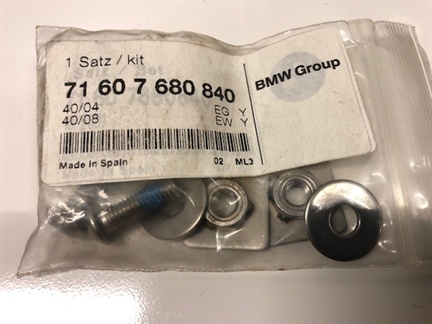 1 Satz / kit
BMW Group
71 60 7 680 840
40/04 EG Y
40/08 EW Y
Made in Spain 02 ML3